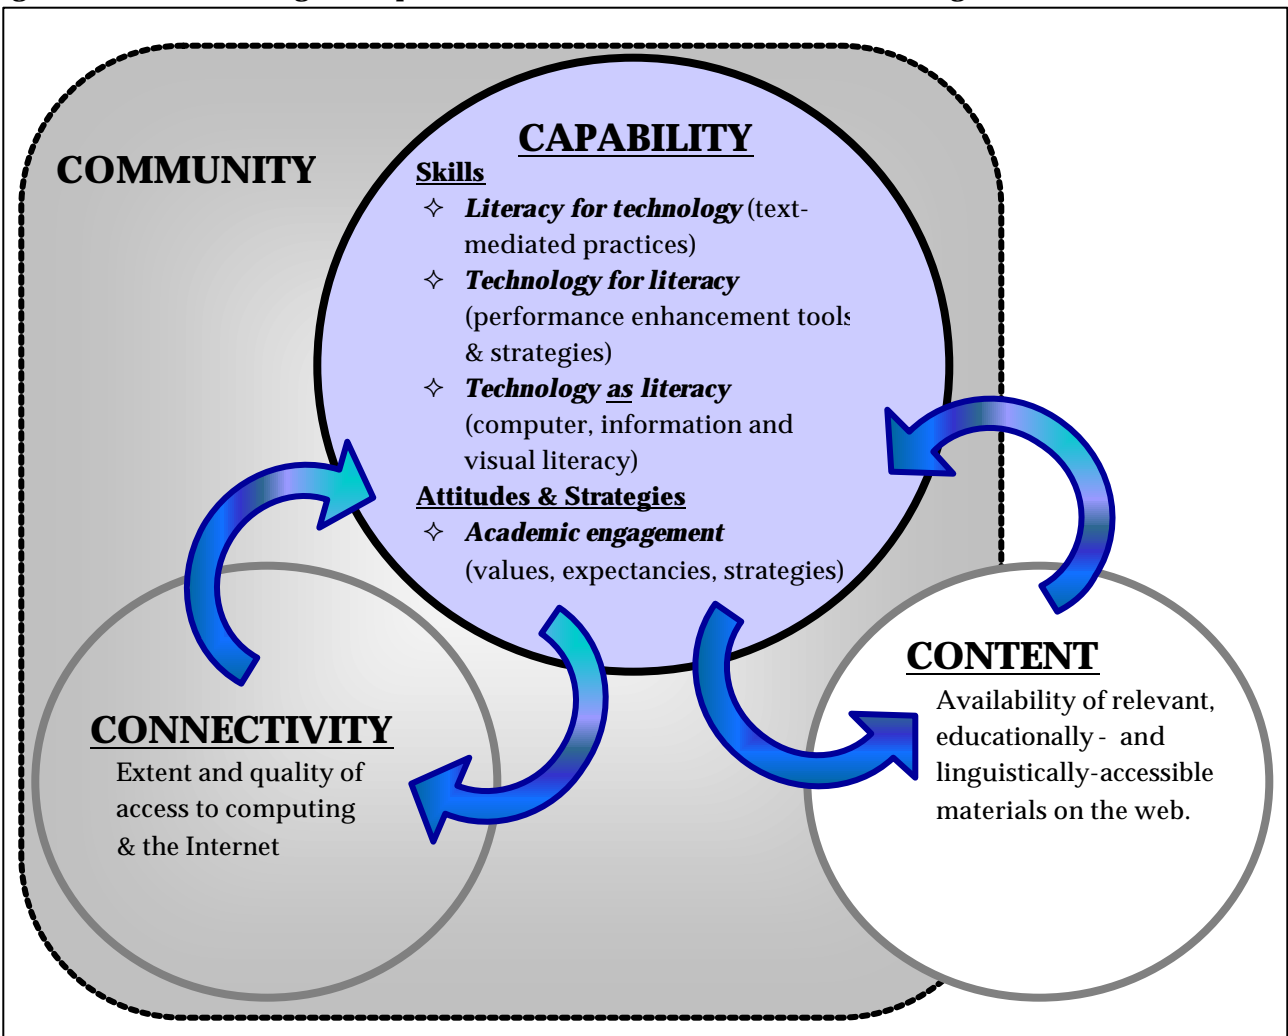 COMMUNITY
CAPABILITY
Skills
✧ Literacy for technology (text-
mediated practices)
✧ Technology for literacy
(performance enhancement tools
& strategies)
✧ Technology as literacy
(computer, information and
visual literacy)
Attitudes & Strategies
✧ Academic engagement
(values, expectancies, strategies)
CONNECTIVITY
Extent and quality of
access to computing
& the Internet
CONTENT
Availability of relevant,
educationally- and
linguistically-accessible
materials on the web.